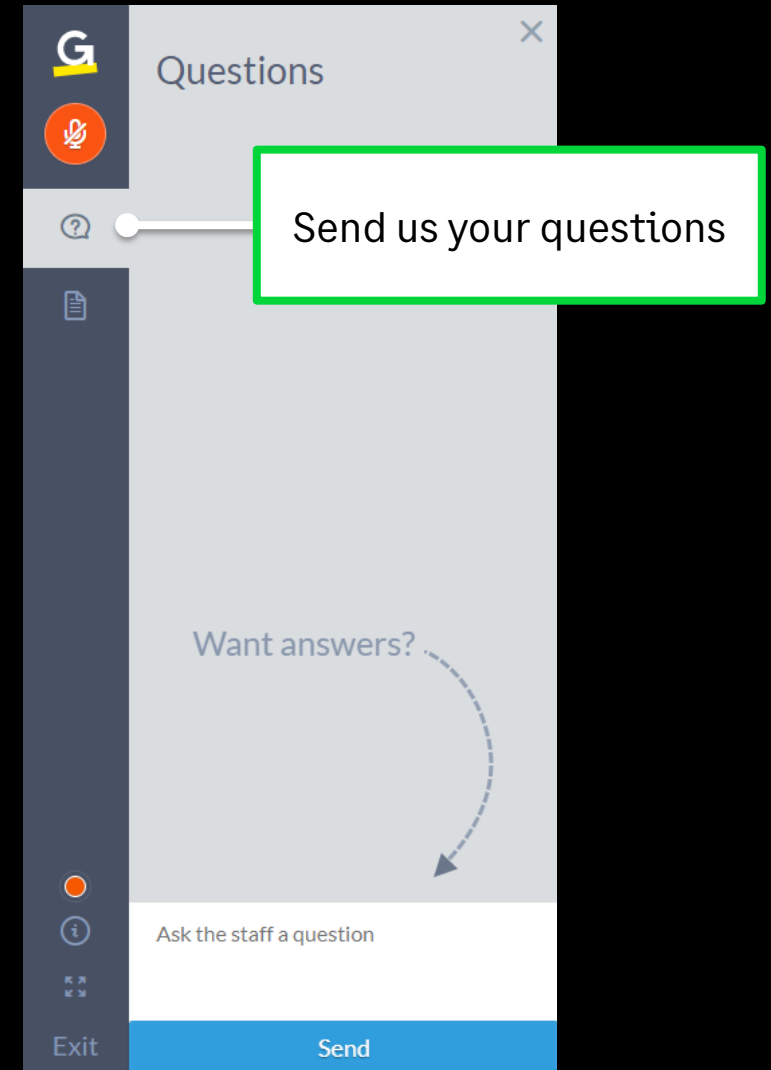 G
Questions
Send us your questions
Want answers?
Ask the staff a question
Exit
Send